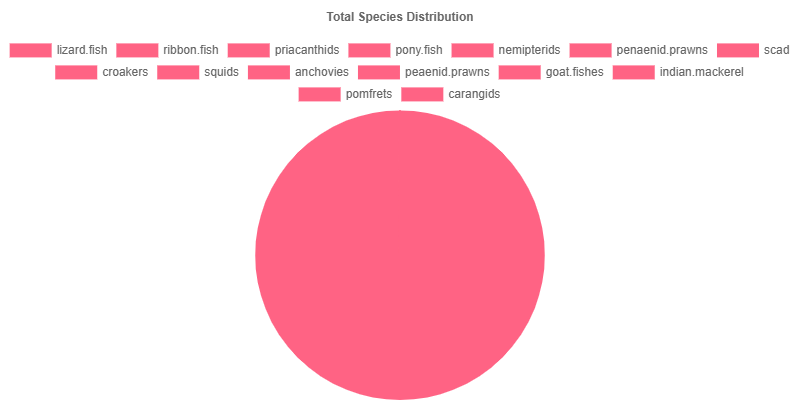 Total Species Distribution
lizard.fish ribbon.fish priacanthids pony.fish nemipterids penaenid.prawns scad
croakers squids anchovies peaenid.prawns goat.fishes indian.mackerel
pomfrets carangids